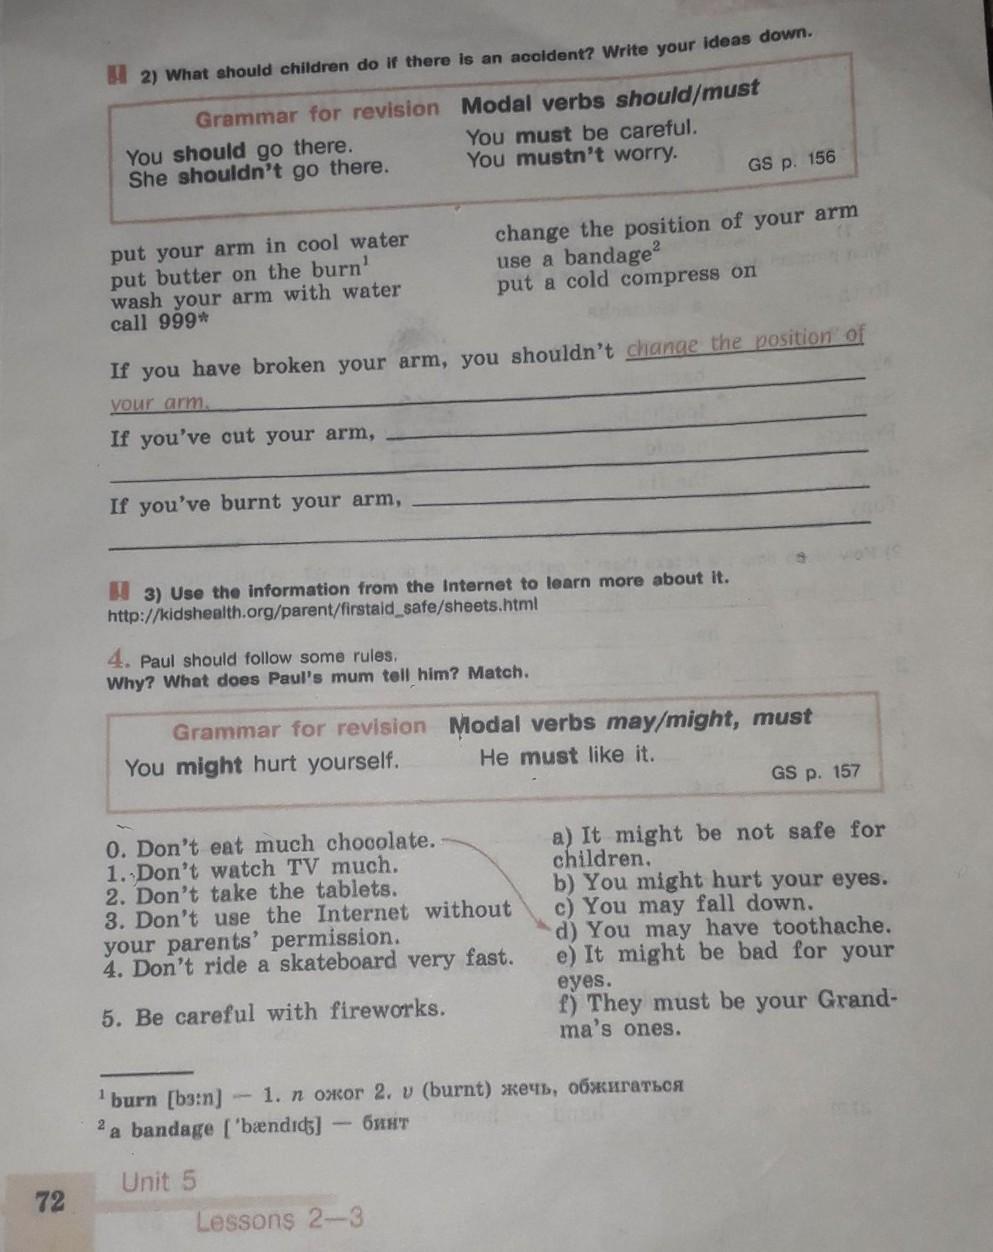 2) What should children do if there is an accident? Write your ideas down.
Grammar for revision Modal verbs should/must
You should go there. You must be careful.
She shouldn't go there. You mustn't worry.
GS p. 156
put your arm in cool water
put butter on the burn¹
wash your arm with water
call 999*
change the position of your arm
use a bandage²
put a cold compress on
If you have broken your arm, you shouldn't change the position of
your arm.
If you've cut your arm,
If you've burnt your arm,
3) Use the information from the Internet to learn more about it.
http://kidshealth.org/parent/firstaid_safe/sheets.html
4. Paul should follow some rules.
Why? What does Paul's mum tell him? Match.
Grammar for revision Modal verbs may/might, must
You might hurt yourself. He must like it.
GS p. 157
0. Don't eat much chocolate.
1. Don't watch TV much.
2. Don't take the tablets.
3. Don't use the Internet without
your parents' permission.
4. Don't ride a skateboard very fast.
5. Be careful with fireworks.
a) It might be not safe for
children.
b) You might hurt your eyes.
c) You may fall down.
d) You may have toothache.
e) It might be bad for your
eyes.
f) They must be your Grand-
ma's ones.
¹ burn [bɜːn] — 1. n ожог 2. v (burnt) жечь, обжигаться
² a bandage ['bændɪʤ] — бинт
72
Unit 5
Lessons 2—3